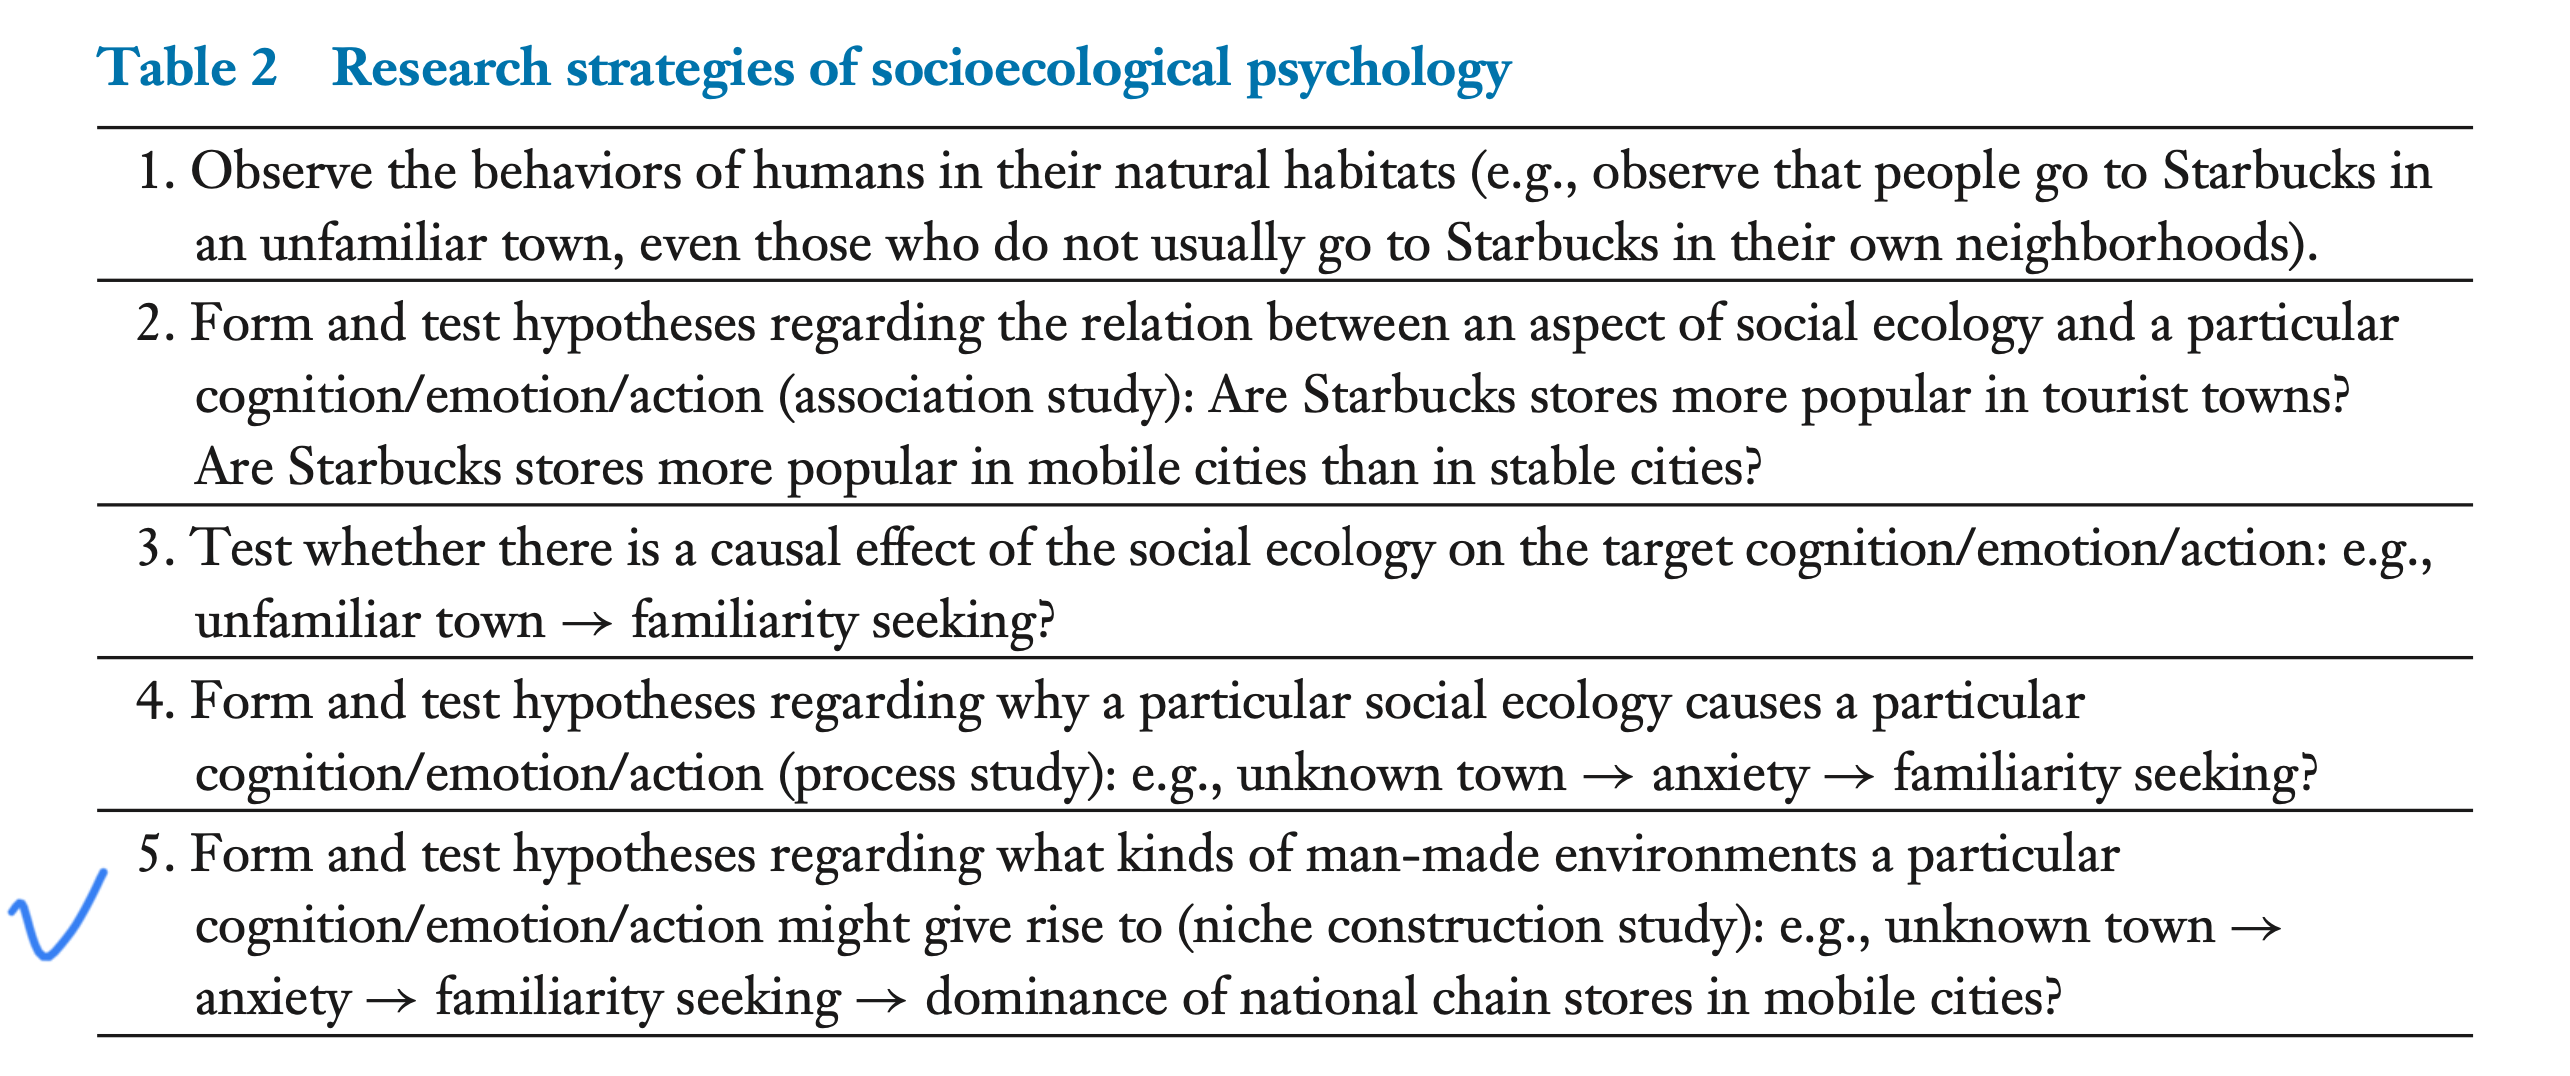 Table 2 Research strategies of socioecological psychology
1. Observe the behaviors of humans in their natural habitats (e.g., observe that people go to Starbucks in
an unfamiliar town, even those who do not usually go to Starbucks in their own neighborhoods).
2. Form and test hypotheses regarding the relation between an aspect of social ecology and a particular
cognition/emotion/action (association study): Are Starbucks stores more popular in tourist towns?
Are Starbucks stores more popular in mobile cities than in stable cities?
3. Test whether there is a causal effect of the social ecology on the target cognition/emotion/action: e.g.,
unfamiliar town → familiarity seeking?
4. Form and test hypotheses regarding why a particular social ecology causes a particular
cognition/emotion/action (process study): e.g., unknown town → anxiety → familiarity seeking?
5. Form and test hypotheses regarding what kinds of man-made environments a particular
cognition/emotion/action might give rise to (niche construction study): e.g., unknown town →
anxiety → familiarity seeking → dominance of national chain stores in mobile cities?